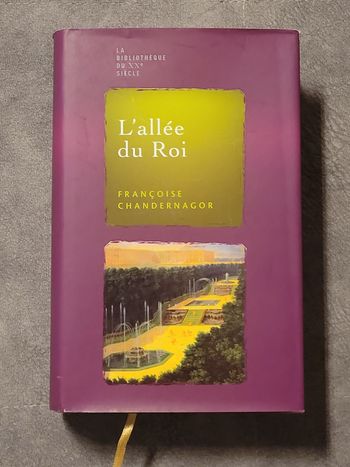 LA
BIBLIOTHÈQUE
DU XXe
SIÈCLE
L'allée
du Roi
FRANÇOISE
CHANDERNAGOR